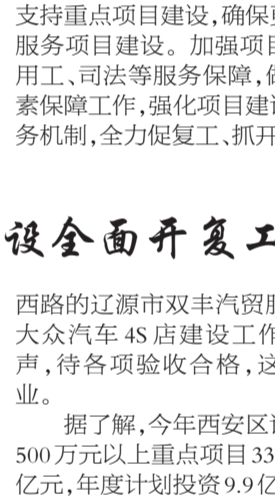 支持重点项目建设，确保
服务项目建设。加强项目
用工、司法等服务保障，
素保障工作，强化项目建设
务机制，全力促复工、抓开
设全面开复工
西路的辽源市双丰汽贸
大众汽车4S店建设工作
声，待各项验收合格，这
业。
据了解，今年西安区
500万元以上重点项目33
亿元，年度计划投资9.9亿